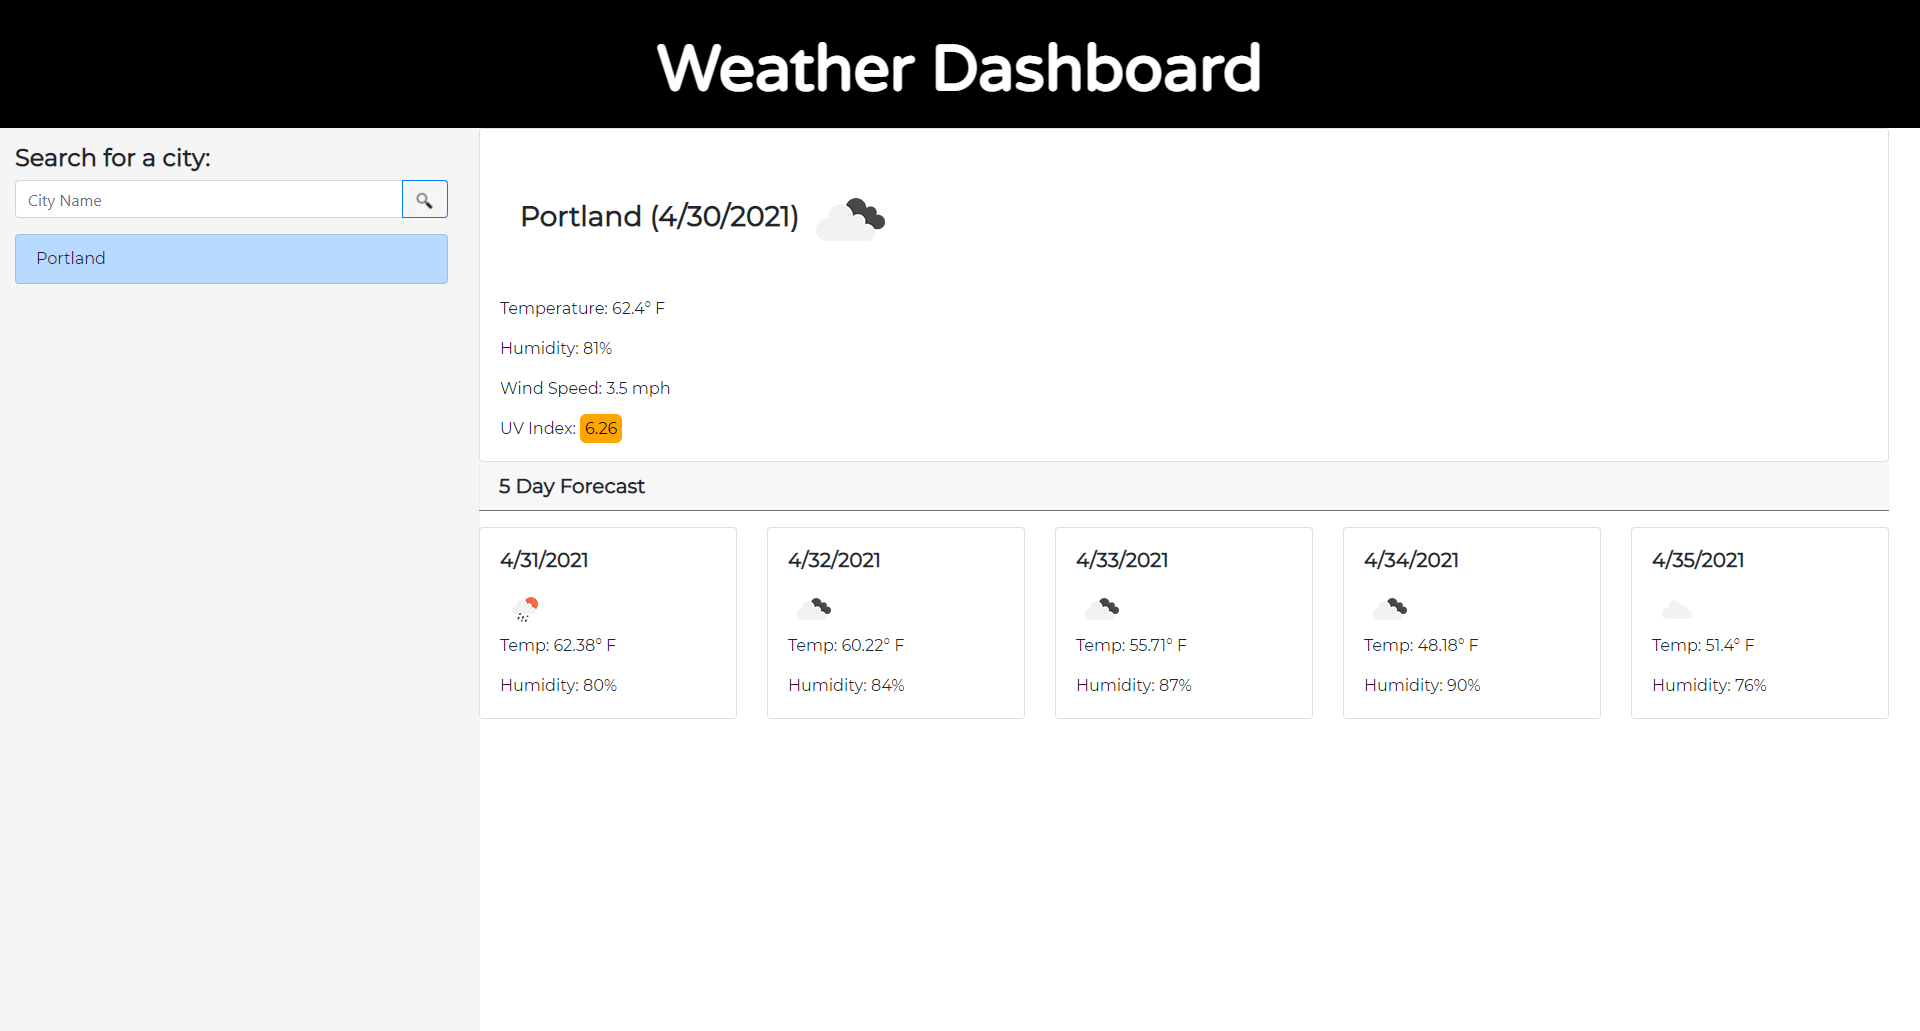 Weather Dashboard
Search for a city:
City Name
Portland
Portland (4/30/2021)
Temperature: 62.4° F
Humidity: 81%
Wind Speed: 3.5 mph
UV Index: 6.26
5 Day Forecast
4/31/2021
Temp: 62.38° F
Humidity: 80%
4/32/2021
Temp: 60.22° F
Humidity: 84%
4/33/2021
Temp: 55.71° F
Humidity: 87%
4/34/2021
Temp: 48.18° F
Humidity: 90%
4/35/2021
Temp: 51.4° F
Humidity: 76%